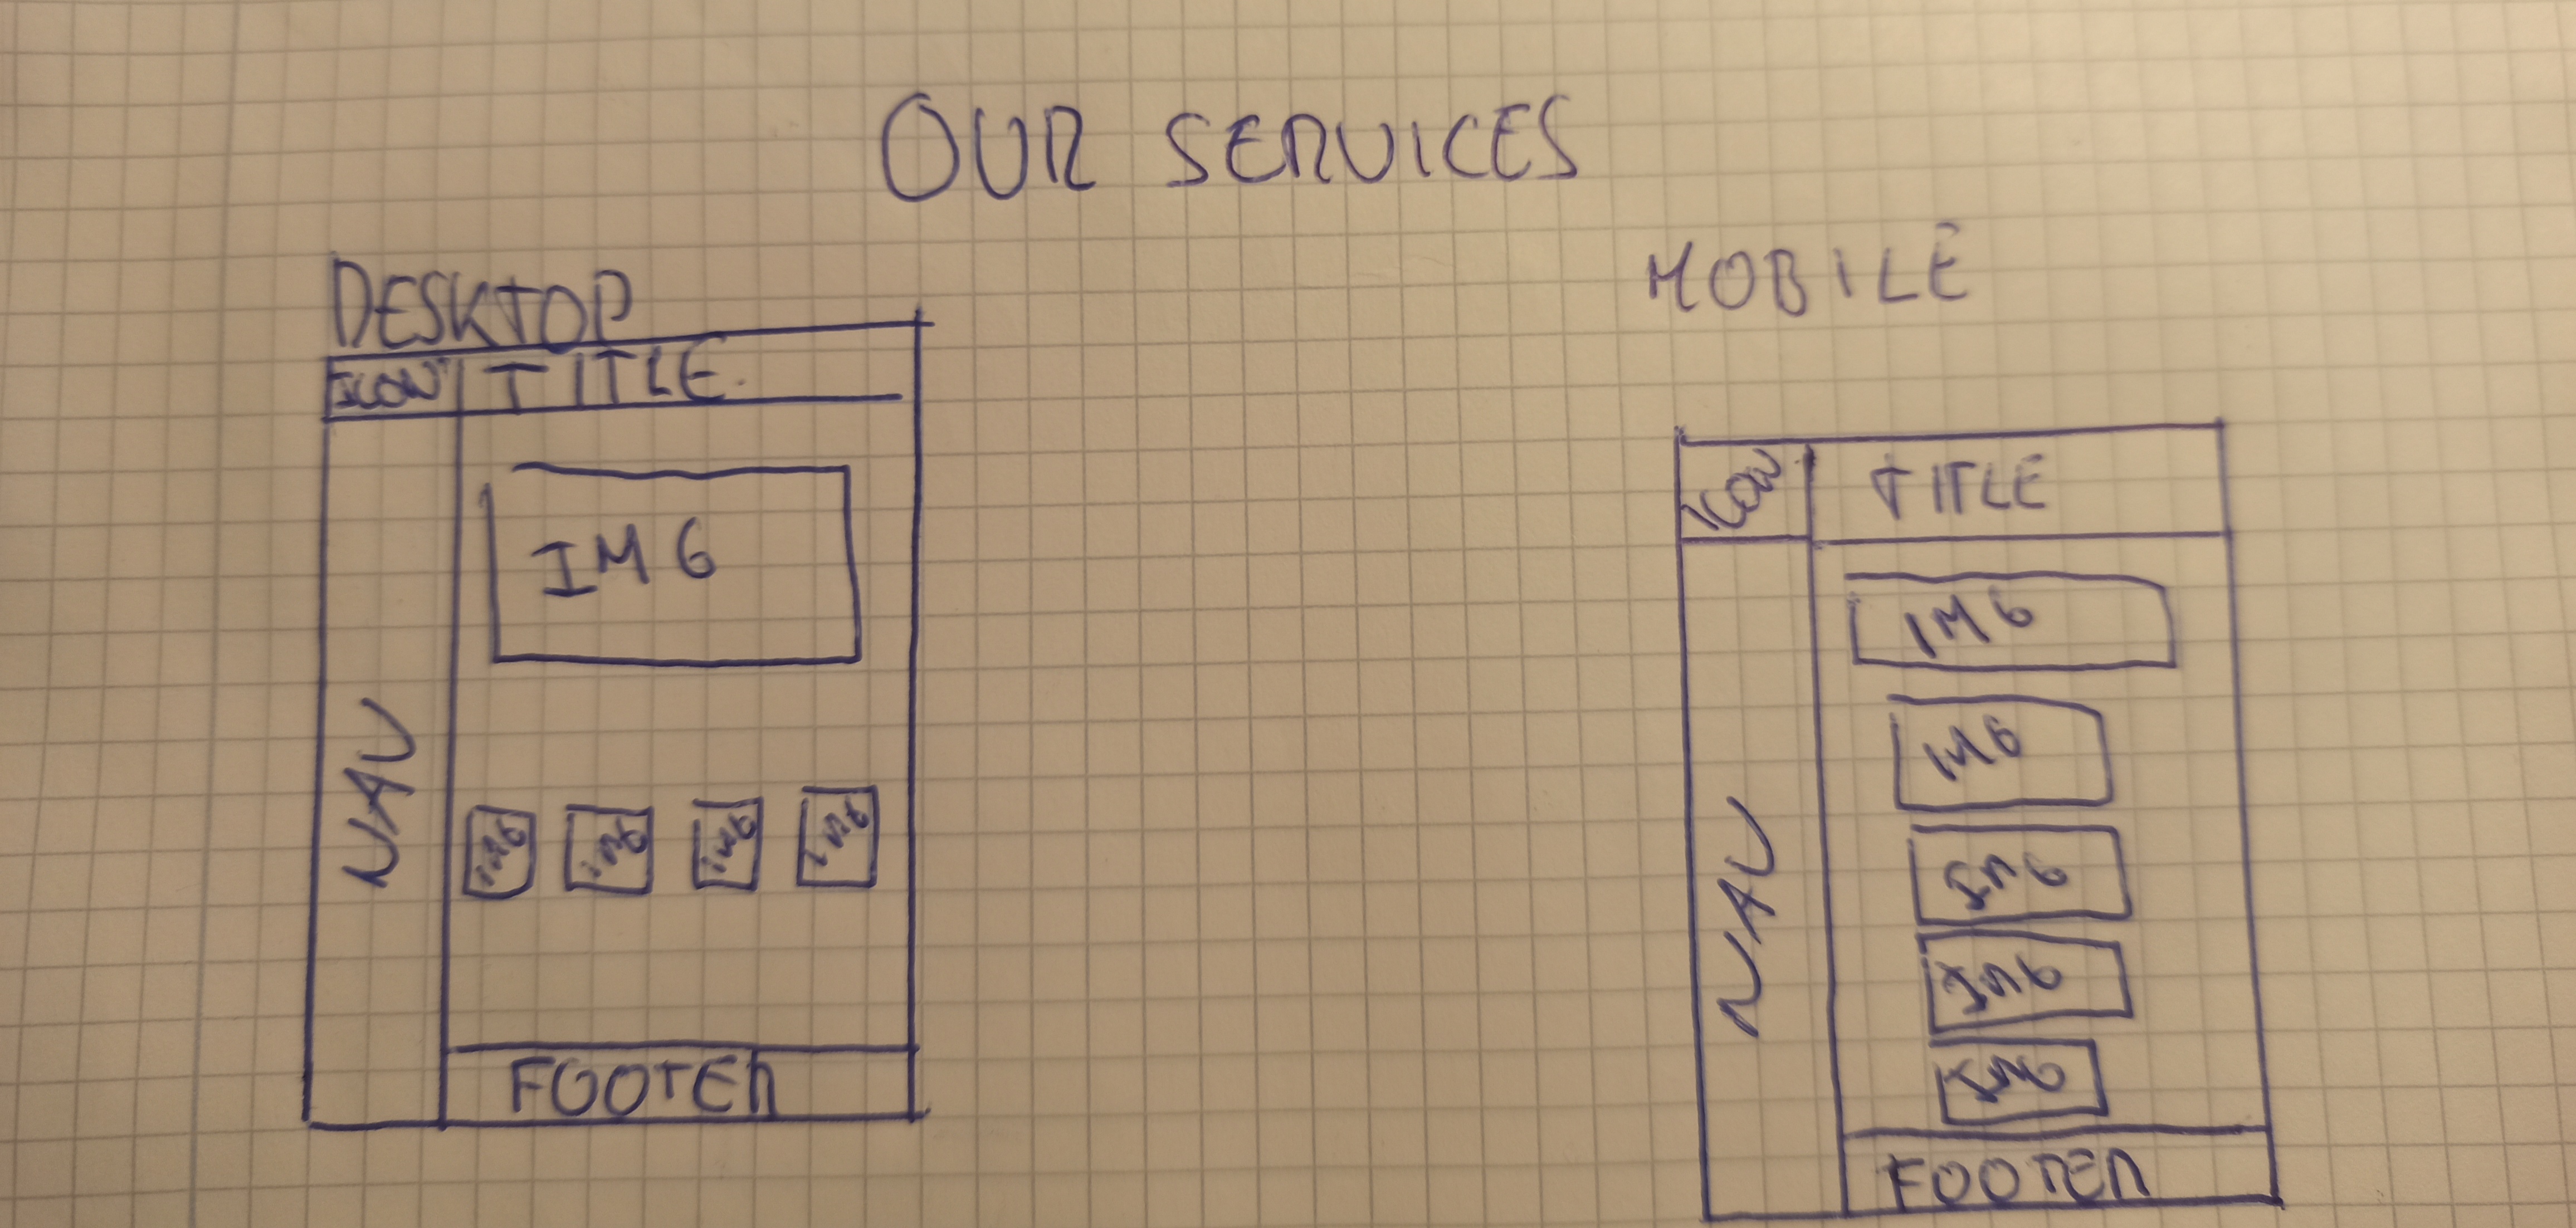 OUR SERVICES
DESKTOP
ICON TITLE
IMG
NAV
IMG IMG IMG IMG
FOOTER
MOBILE
ICON TITLE
IMG
IMG
IMG
NAV
IMG
IMG
FOOTER